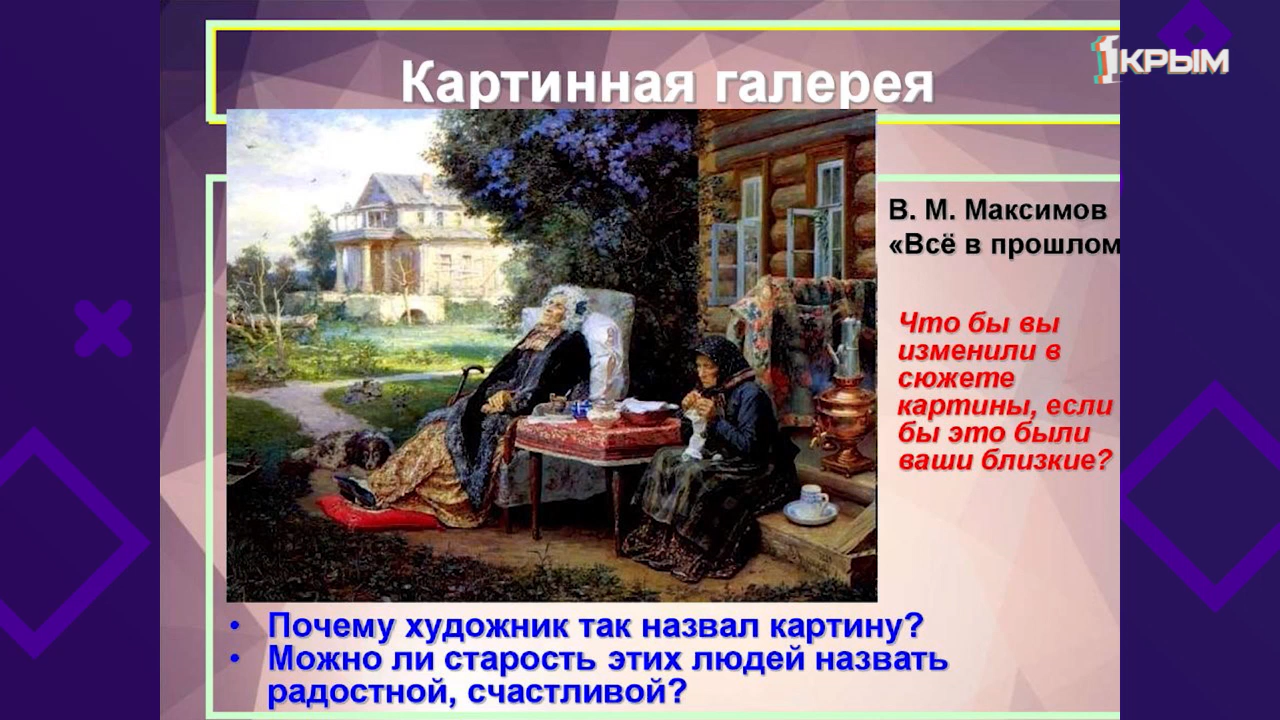 1КРЫМ
Картинная галерея
В. М. Максимов
«Всё в прошлом
Что бы вы
изменили в
сюжете
картины, если
бы это были
ваши близкие?
• Почему художник так назвал картину?
• Можно ли старость этих людей назвать
радостной, счастливой?